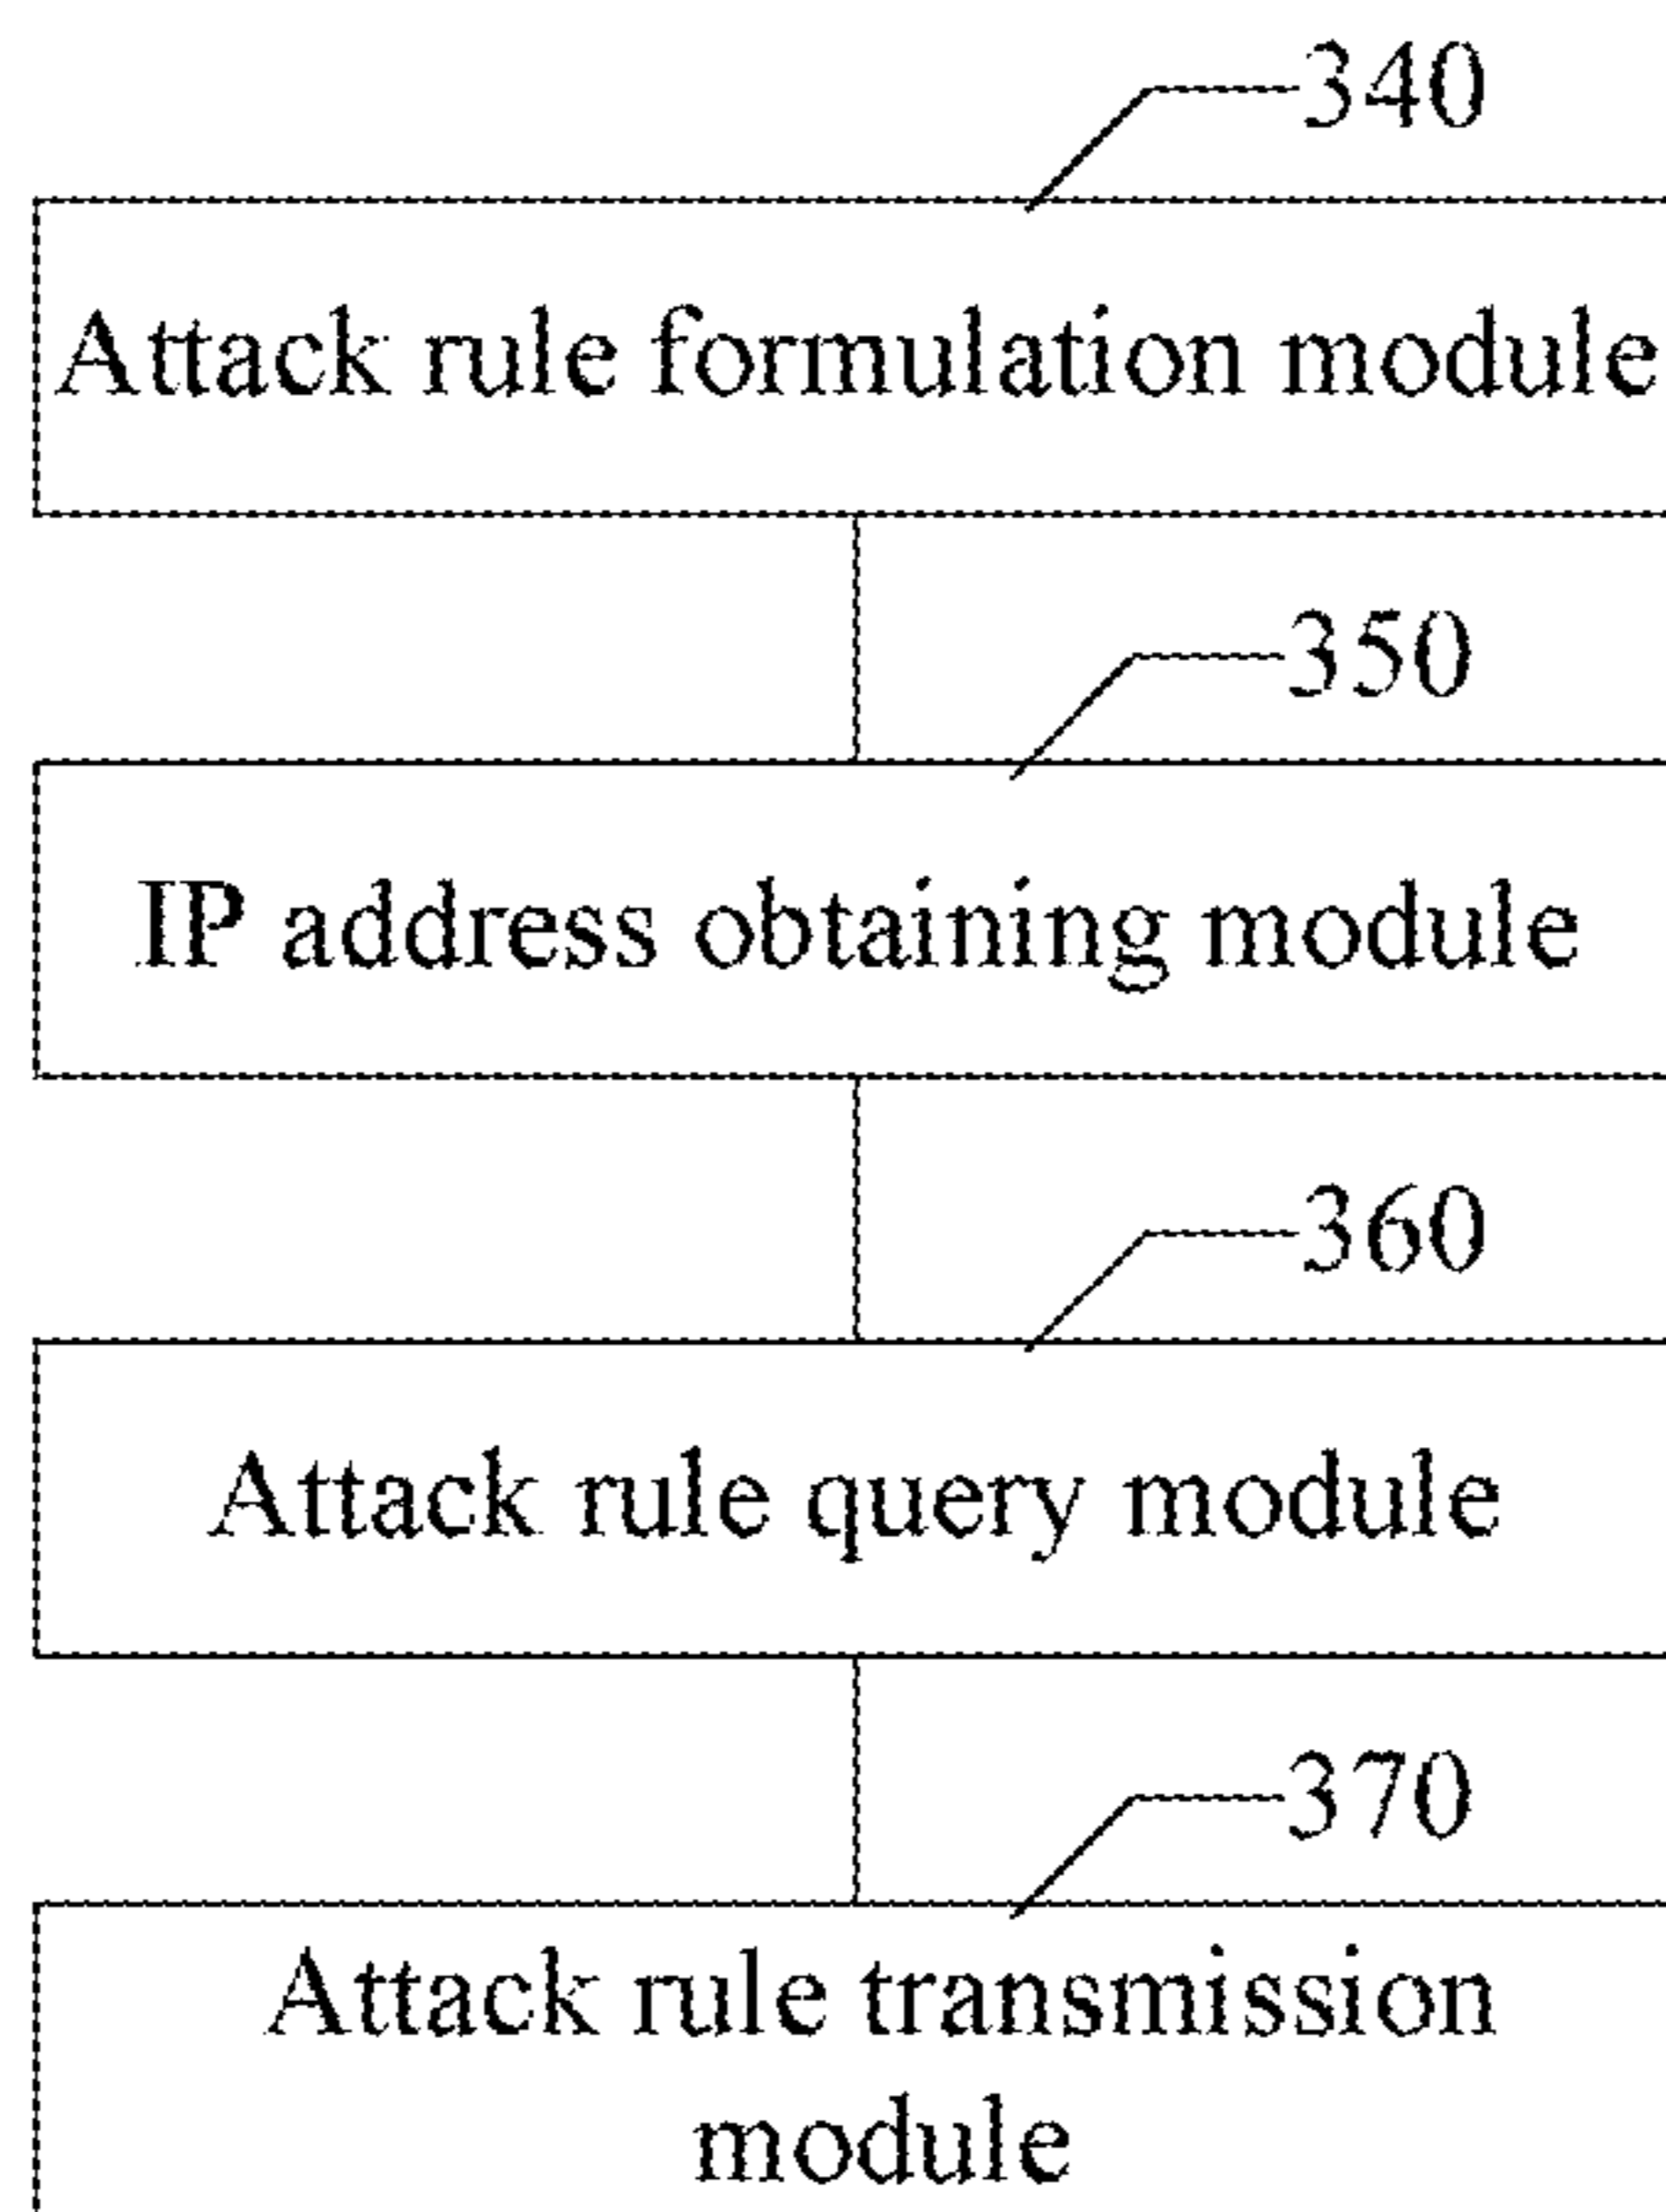 340
Attack rule formulation module
350
IP address obtaining module
360
Attack rule query module
370
Attack rule transmission
module